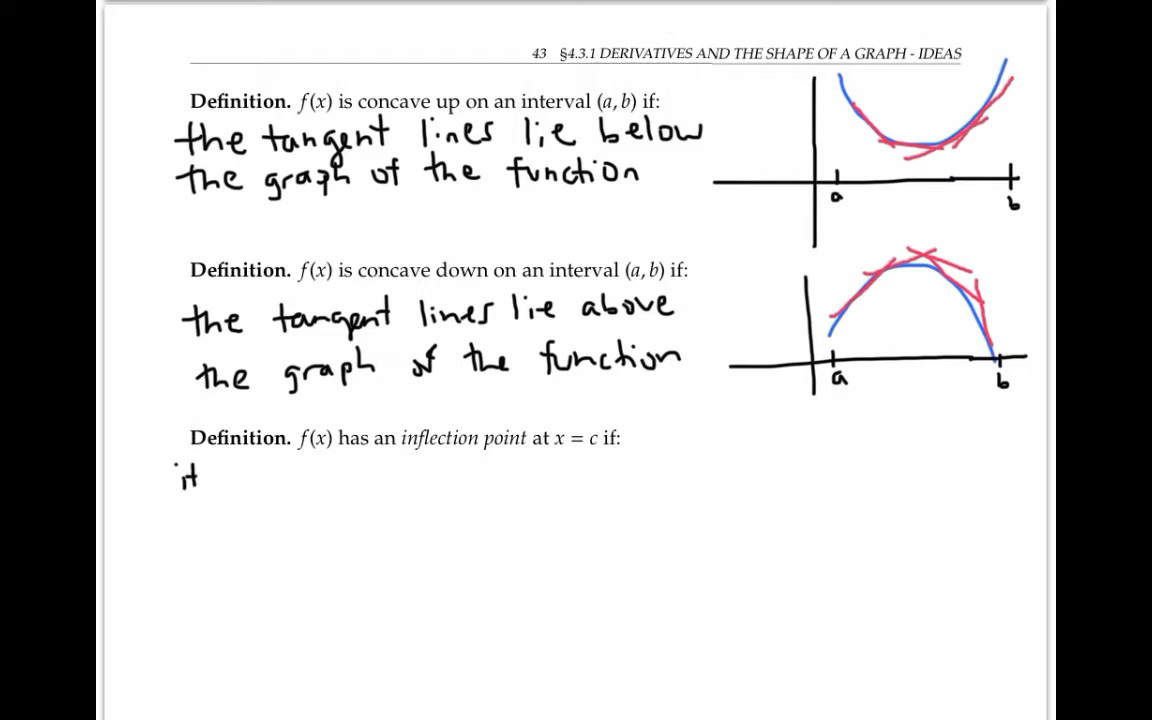 43 §4.3.1 DERIVATIVES AND THE SHAPE OF A GRAPH - IDEAS
Definition. f(x) is concave up on an interval (a, b) if:
the tangent lines lie below
the graph of the function
a
b
Definition. f(x) is concave down on an interval (a, b) if:
the tangent lines lie above
the graph of the function
a
b
Definition. f(x) has an inflection point at x = c if:
it